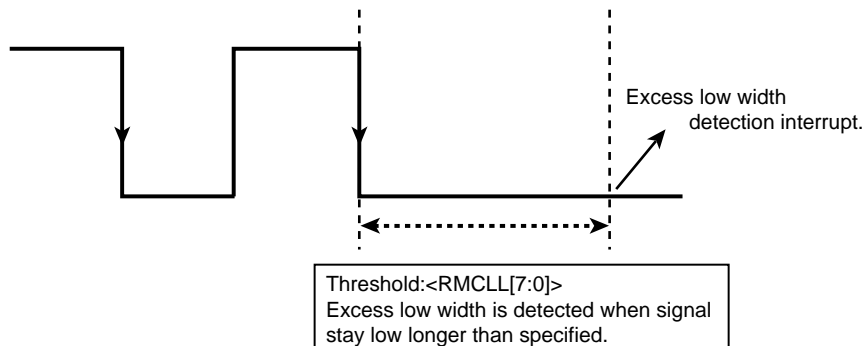 Excess low width
detection interrupt.
Threshold:<RMCLL[7:0]>
Excess low width is detected when signal
stay low longer than specified.